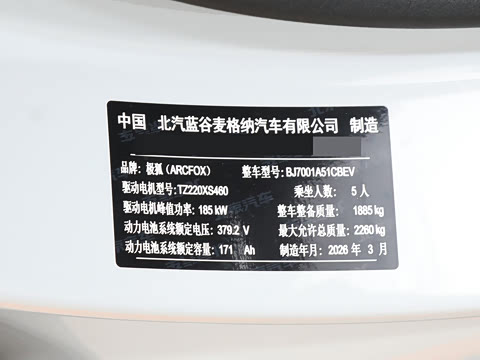 中国 北汽蓝谷麦格纳汽车有限公司 制造
品牌：极狐（ARCFOX） 整车型号：BJ7001A51CBEV
驱动电机型号：TZ220XS460 乘坐人数： 5 人
驱动电机峰值功率：185 kW 整车整备质量： 1885 kg
动力电池系统额定电压：379.2 V 最大允许总质量：2260 kg
动力电池系统额定容量：171 Ah 制造年月：2026 年 3 月